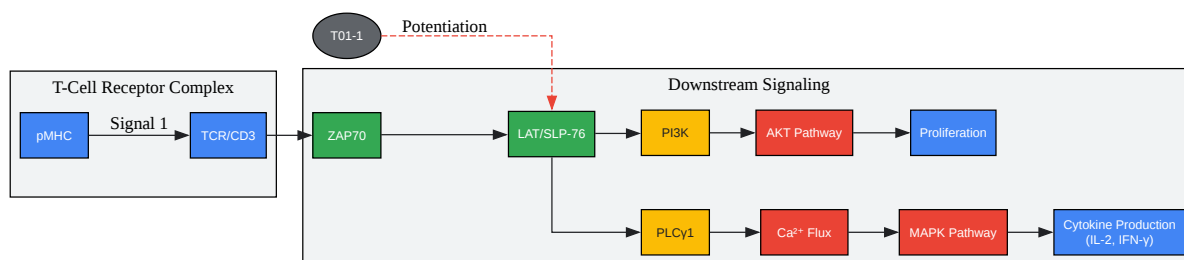 T01-1
Potentiation
T-Cell Receptor Complex
Downstream Signaling
pMHC
Signal 1
TCR/CD3
ZAP70
LAT/SLP-76
PI3K
AKT Pathway
Proliferation
PLCγ1
Ca²⁺ Flux
MAPK Pathway
Cytokine Production
(IL-2, IFN-γ)